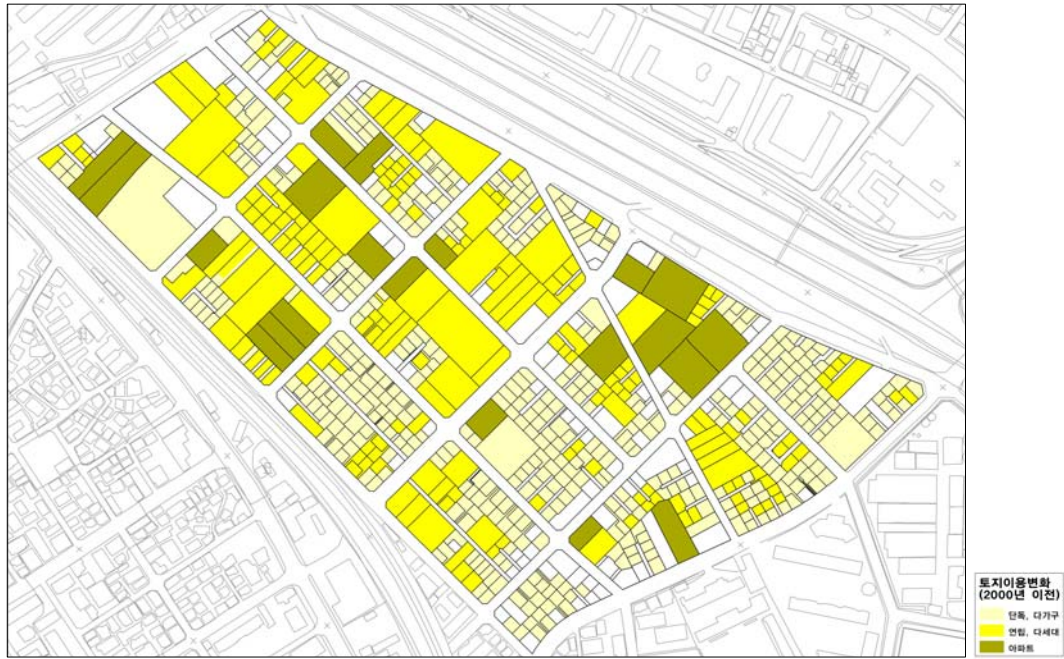 토지이용변화
(2000년 이전)
단독, 다가구
연립, 다세대
아파트